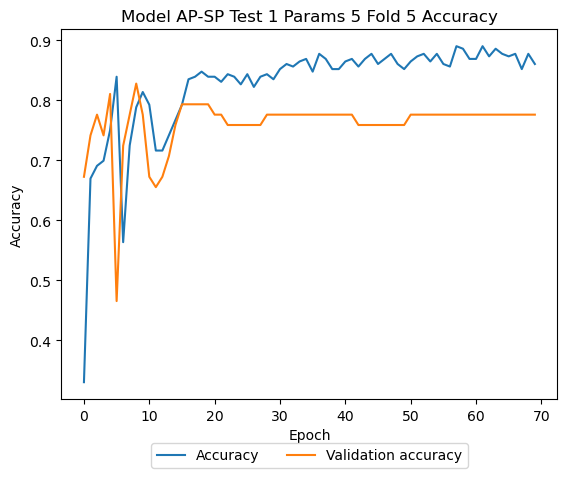 Model AP-SP Test 1 Params 5 Fold 5 Accuracy
0.9
0.8
0.7
0.6
0.5
0.4
Accuracy
0 10 20 30 40 50 60 70
Epoch
Accuracy Validation accuracy